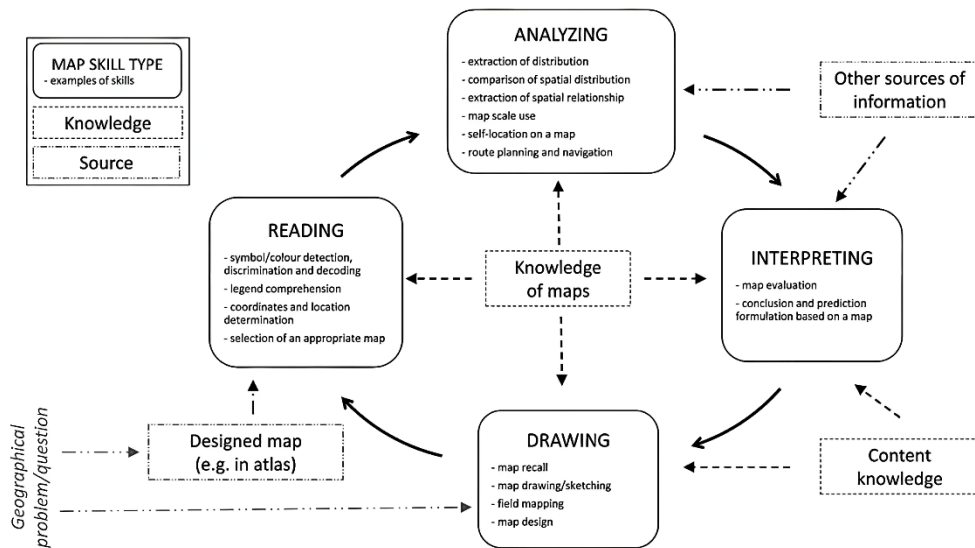 MAP SKILL TYPE
- examples of skills
Knowledge
Source
ANALYZING
- extraction of distribution
- comparison of spatial distribution
- extraction of spatial relationship
- map scale use
- self-location on a map
- route planning and navigation
Other sources of
information
READING
- symbol/colour detection,
discrimination and decoding
- legend comprehension
- coordinates and location
determination
- selection of an appropriate map
Knowledge
of maps
INTERPRETING
- map evaluation
- conclusion and prediction
formulation based on a map
Geographical
problem/question
Designed map
(e.g. in atlas)
DRAWING
- map recall
- map drawing/sketching
- field mapping
- map design
Content
knowledge